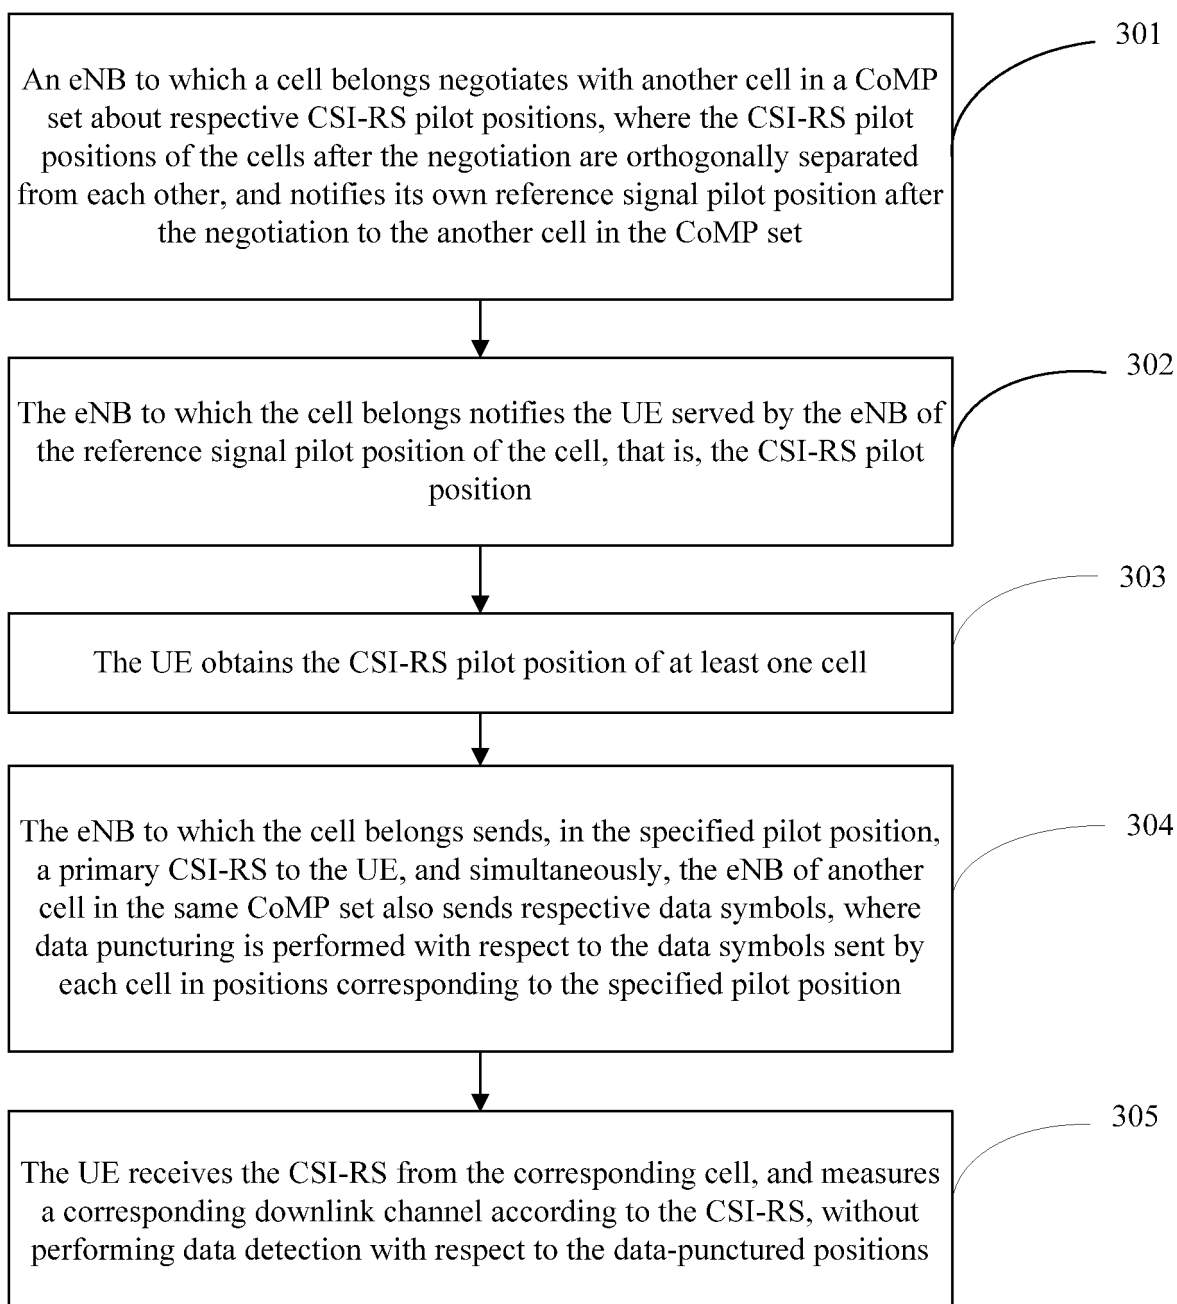 301
An eNB to which a cell belongs negotiates with another cell in a CoMP
set about respective CSI-RS pilot positions, where the CSI-RS pilot
positions of the cells after the negotiation are orthogonally separated
from each other, and notifies its own reference signal pilot position after
the negotiation to the another cell in the CoMP set
302
The eNB to which the cell belongs notifies the UE served by the eNB of
the reference signal pilot position of the cell, that is, the CSI-RS pilot
position
303
The UE obtains the CSI-RS pilot position of at least one cell
304
The eNB to which the cell belongs sends, in the specified pilot position,
a primary CSI-RS to the UE, and simultaneously, the eNB of another
cell in the same CoMP set also sends respective data symbols, where
data puncturing is performed with respect to the data symbols sent by
each cell in positions corresponding to the specified pilot position
305
The UE receives the CSI-RS from the corresponding cell, and measures
a corresponding downlink channel according to the CSI-RS, without
performing data detection with respect to the data-punctured positions